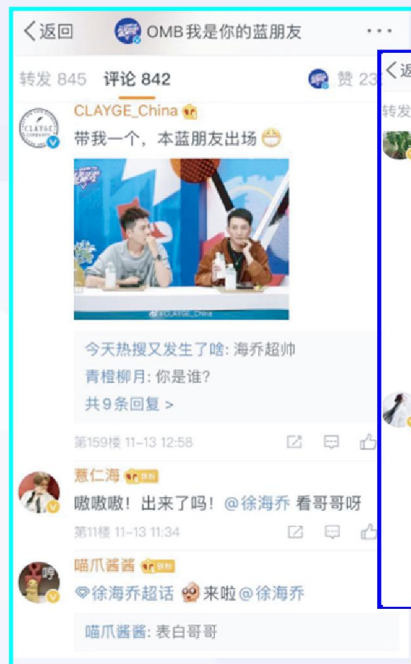 返回 OMB我是你的蓝朋友
转发 845 评论 842 赞 23
CLAYGE_China
带我一个，本蓝朋友出场
@CLAYGE_China
今天热搜又发生了啥: 海乔超帅
青橙柳月: 你是谁?
共9条回复 >
第159楼 11-13 12:58
薏仁海
嗷嗷嗷！出来了吗！@徐海乔 看哥哥呀
第11楼 11-13 11:34
喵爪酱酱
徐海乔超话 来啦@徐海乔
喵爪酱酱: 表白哥哥
返
转发